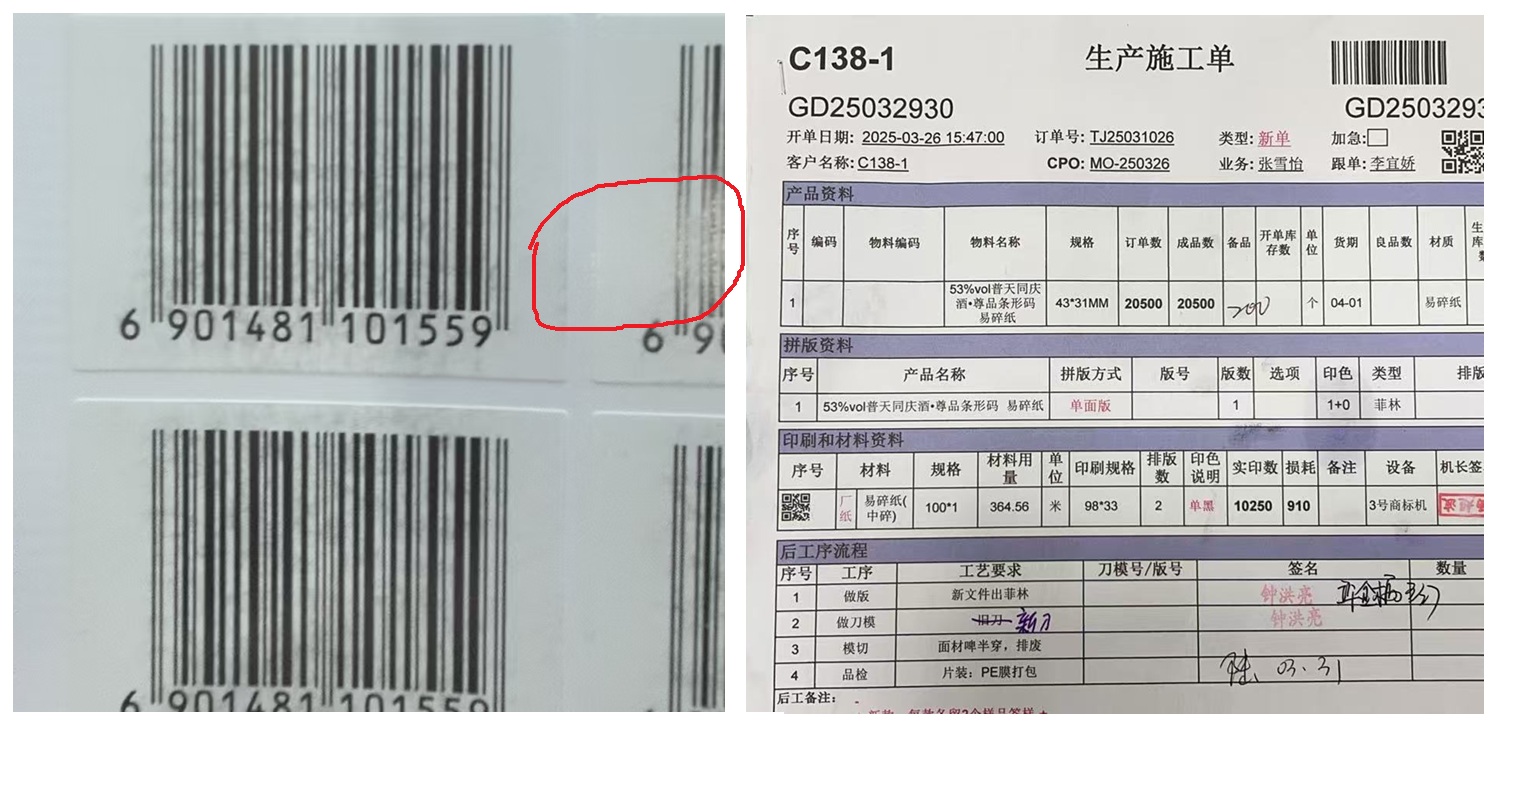 6 901481 101559
6 9
6 901481 101559
6 9
C138-1 生产施工单
GD25032930 GD2503293
开单日期: 2025-03-26 15:47:00 订单号: TJ25031026 类型: 新单 加急:
客户名称: C138-1 CPO: MO-250326 业务: 张雪怡 跟单: 李宜娇
产品资料
序号 编码 物料编码 物料名称 规格 订单数 成品数 备品 开单库存数 单位 货期 良品数 材质
1 53%vol普天同庆酒•尊品条形码 易碎纸 43*31MM 20500 20500 200 个 04-01 易碎纸
拼版资料
序号 产品名称 拼版方式 版号 版数 选项 印色 类型 排版
1 53%vol普天同庆酒•尊品条形码 易碎纸 单面版 1 1+0 菲林
印刷和材料资料
序号 材料 规格 材料用量 单位 印刷规格 排版数 印色说明 实印数 损耗 备注 设备 机长签
厂纸 易碎纸(中碎) 100*1 364.56 米 98*33 2 单黑 10250 910 3号商标机
后工序流程
序号 工序 工艺要求 刀模号/版号 签名 数量
1 做版 新文件出菲林 钟洪亮
2 做刀模 旧刀 新刀 钟洪亮
3 模切 面材啤半穿，排废
4 品检 片装：PE膜打包 03.31
后工备注: